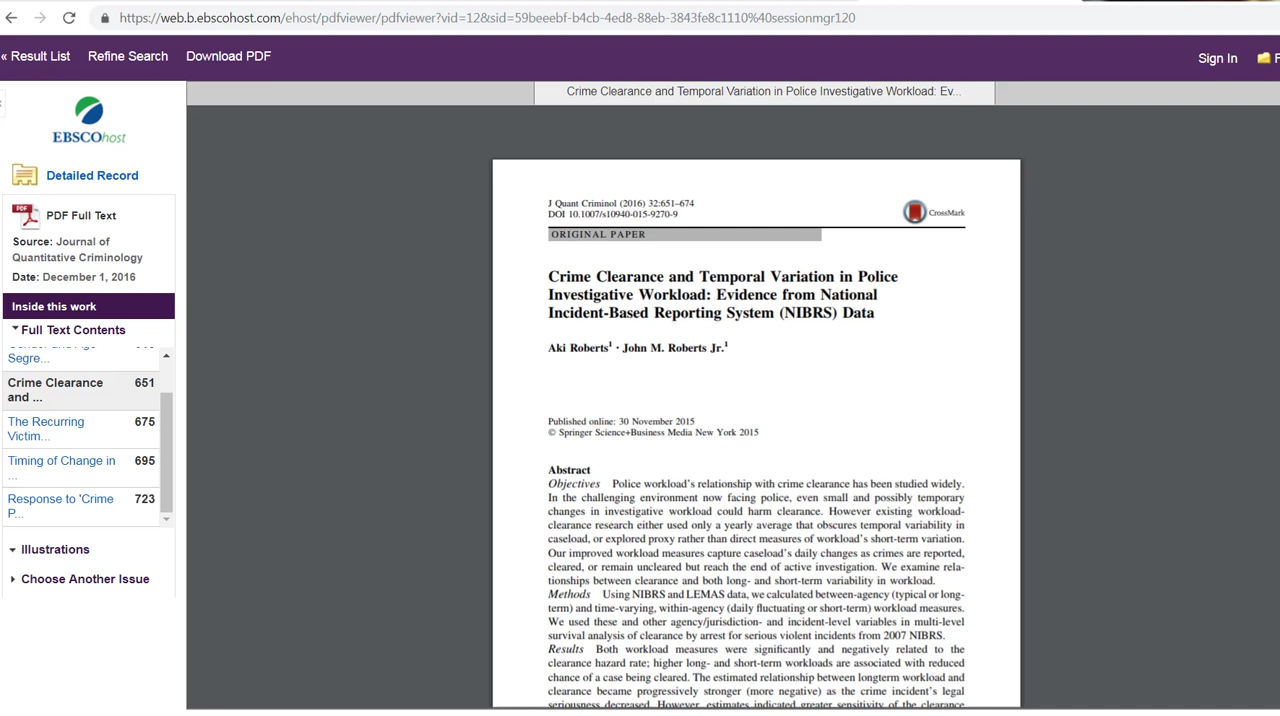 https://web.b.ebscohost.com/ehost/pdfviewer/pdfviewer?vid=12&sid=59beeebf-b4cb-4ed8-88eb-3843fe8c1110%40sessionmgr120
« Result List Refine Search Download PDF
Sign In F
Crime Clearance and Temporal Variation in Police Investigative Workload: Ev...
EBSCOhost
Detailed Record
PDF
PDF Full Text
Source: Journal of
Quantitative Criminology
Date: December 1, 2016
Inside this work
Full Text Contents
Segre...
Crime Clearance 651
and ...
The Recurring 675
Victim...
Timing of Change in 695
...
Response to 'Crime 723
P...
Illustrations
Choose Another Issue
J Quant Criminol (2016) 32:651–674
DOI 10.1007/s10940-015-9270-9
CrossMark
ORIGINAL PAPER
Crime Clearance and Temporal Variation in Police
Investigative Workload: Evidence from National
Incident-Based Reporting System (NIBRS) Data
Aki Roberts1 · John M. Roberts Jr.1
Published online: 30 November 2015
© Springer Science+Business Media New York 2015
Abstract
Objectives Police workload's relationship with crime clearance has been studied widely.
In the challenging environment now facing police, even small and possibly temporary
changes in investigative workload could harm clearance. However existing workload-
clearance research either used only a yearly average that obscures temporal variability in
caseload, or explored proxy rather than direct measures of workload's short-term variation.
Our improved workload measures capture caseload's daily changes as crimes are reported,
cleared, or remain uncleared but reach the end of active investigation. We examine rela-
tionships between clearance and both long- and short-term variability in workload.
Methods Using NIBRS and LEMAS data, we calculated between-agency (typical or long-
term) and time-varying, within-agency (daily fluctuating or short-term) workload measures.
We used these and other agency/jurisdiction- and incident-level variables in multi-level
survival analysis of clearance by arrest for serious violent incidents from 2007 NIBRS.
Results Both workload measures were significantly and negatively related to the
clearance hazard rate; higher long- and short-term workloads are associated with reduced
chance of a case being cleared. The estimated relationship between longterm workload and
clearance became progressively stronger (more negative) as the crime incident's legal
seriousness decreased. However, estimates indicated greater sensitivity of the clearance